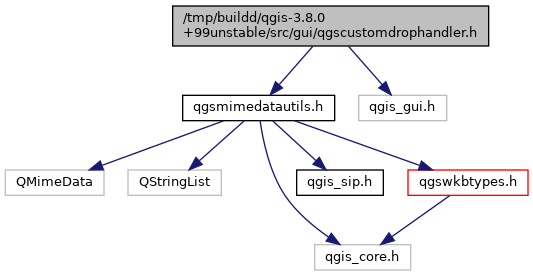 /tmp/buildd/qgis-3.8.0
+99unstable/src/gui/qgscustomdrophandler.h
qgsmimedatautils.h
qgis_gui.h
QMimeData
QStringList
qgis_sip.h
qgswkbtypes.h
qgis_core.h